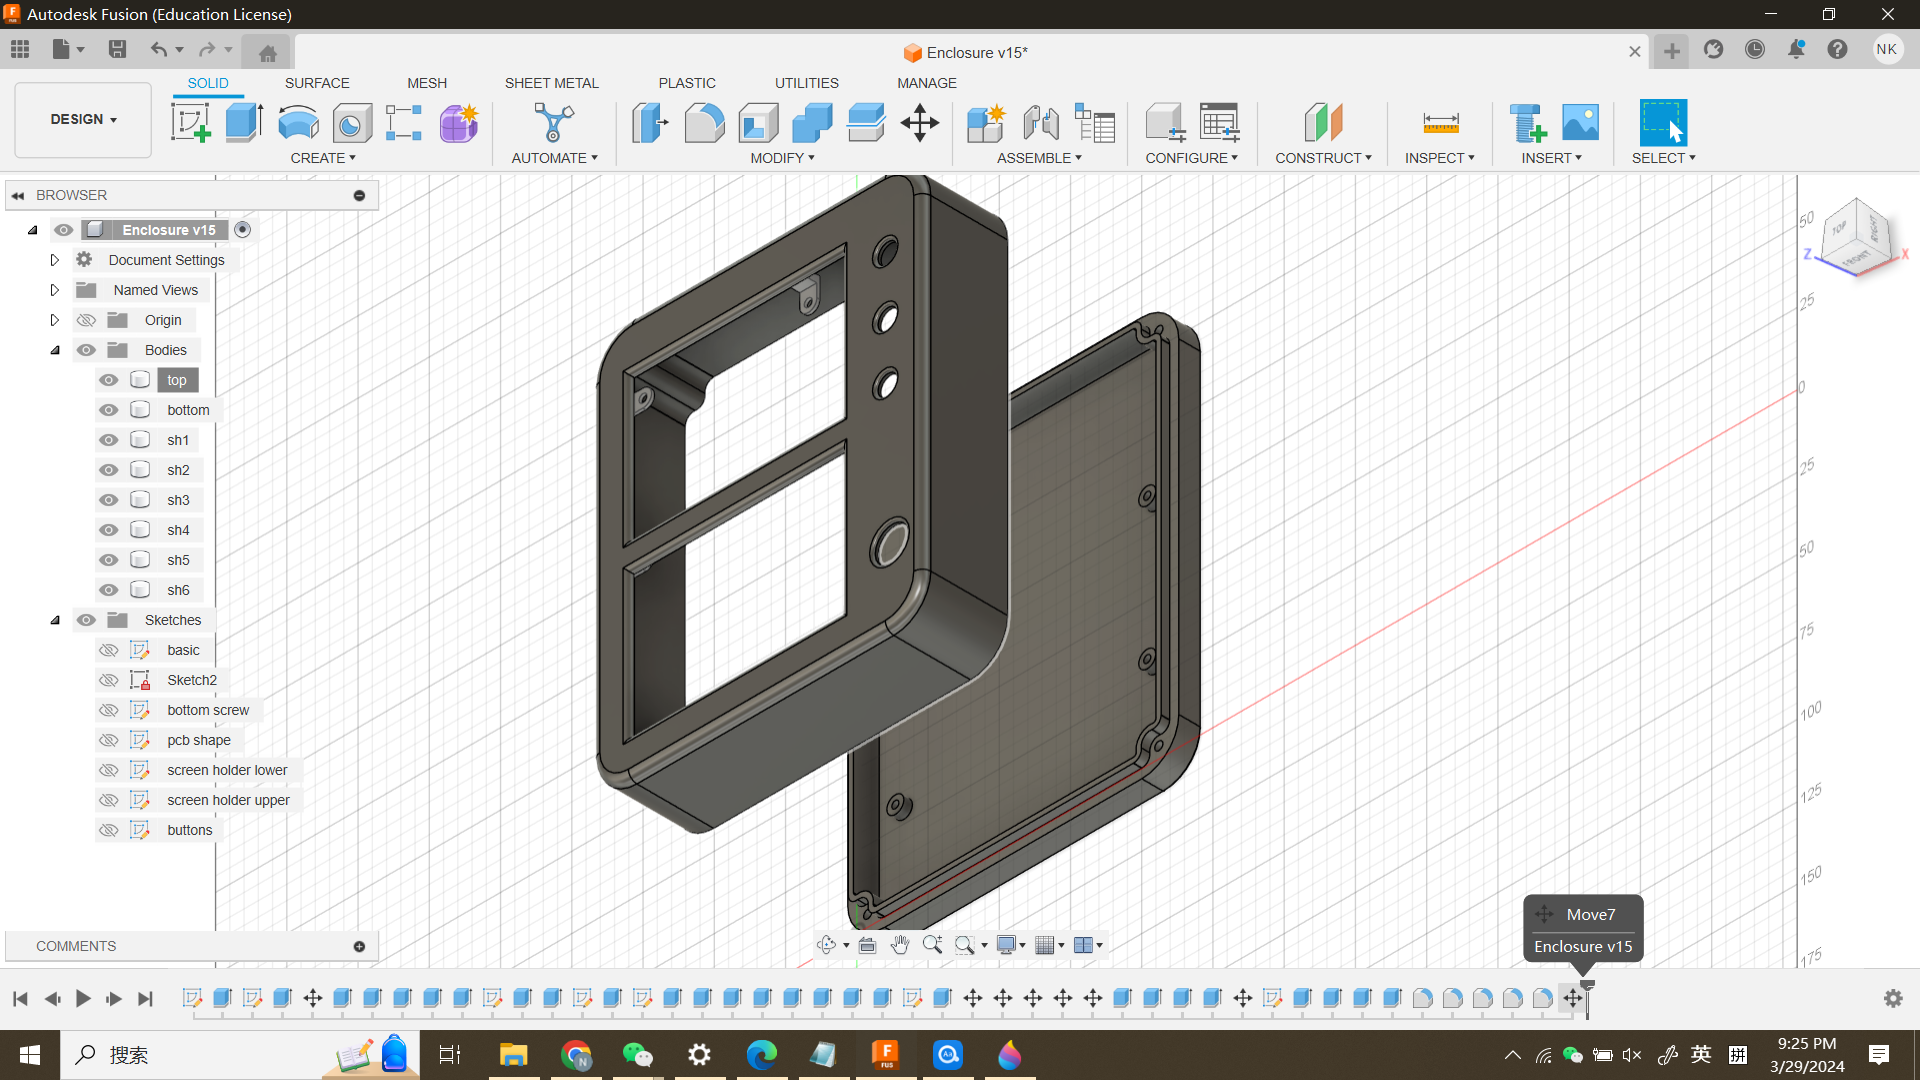 Autodesk Fusion (Education License)
Enclosure v15*
NK
SOLID SURFACE MESH SHEET METAL PLASTIC UTILITIES MANAGE
DESIGN
CREATE AUTOMATE MODIFY ASSEMBLE CONFIGURE CONSTRUCT INSPECT INSERT SELECT
BROWSER
Enclosure v15
Document Settings
Named Views
Origin
Bodies
top
bottom
sh1
sh2
sh3
sh4
sh5
sh6
Sketches
basic
Sketch2
bottom screw
pcb shape
screen holder lower
screen holder upper
buttons
TOP
RIGHT
FRONT
Z
X
50
25
0
25
50
75
100
125
150
175
COMMENTS
Move7
Enclosure v15
搜索
英
拼
9:25 PM
3/29/2024